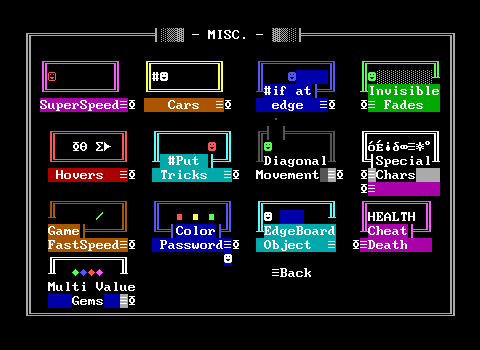 - MISC. -
#
SuperSpeed≡
Cars ≡
#if at
edge ≡
Invisible
Fades ≡
Hovers ≡
#Put
Tricks ≡
Diagonal
Movement ≡
Special
Chars ≡
Game
FastSpeed≡
Color
Password≡
EdgeBoard
Object ≡
HEALTH
Cheat
Death ≡
Multi Value
Gems ≡
≡Back